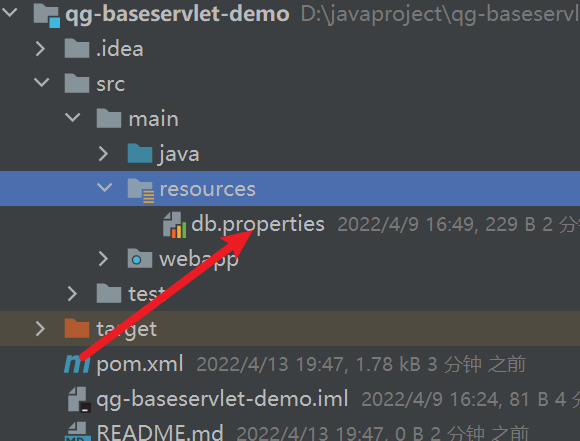 qg-baseservlet-demo D:\javaproject\qg-baseservl
.idea
src
main
java
resources
db.properties 2022/4/9 16:49, 229 B 2 分
webapp
test
target
pom.xml 2022/4/13 19:47, 1.78 kB 3 分钟 之前
qg-baseservlet-demo.iml 2022/4/9 16:24, 81 B 4
README.md 2022/4/13 19:47, 0 B 2 分钟 之前